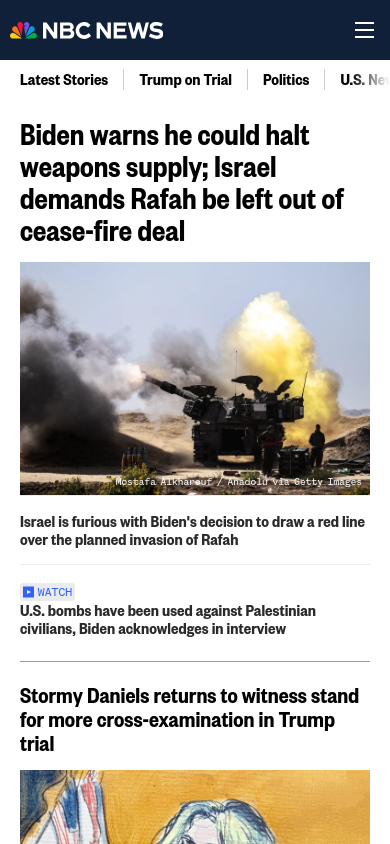 NBC NEWS
Latest Stories
Trump on Trial
Politics
U.S. Ne
Biden warns he could halt
weapons supply; Israel
demands Rafah be left out of
cease-fire deal
Mostafa Alkharouf / Anadolu via Getty Images
Israel is furious with Biden's decision to draw a red line
over the planned invasion of Rafah
WATCH
U.S. bombs have been used against Palestinian
civilians, Biden acknowledges in interview
Stormy Daniels returns to witness stand
for more cross-examination in Trump
trial